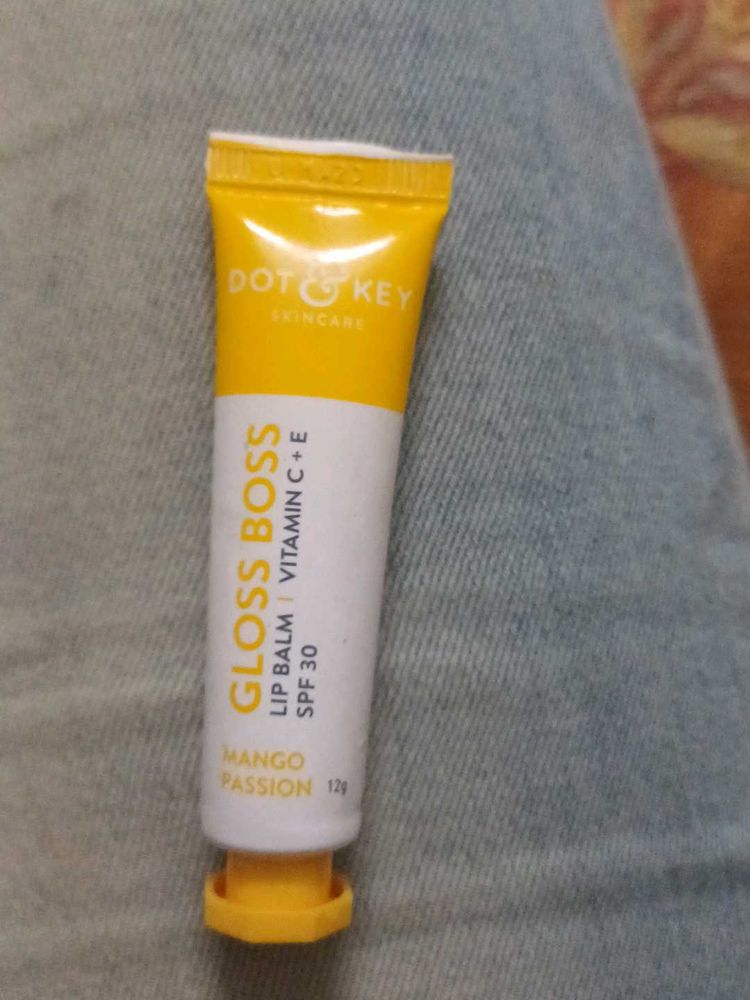 DOT & KEY
SKINCARE
GLOSS BOSS
LIP BALM | VITAMIN C + E
SPF 30
MANGO
PASSION 12g